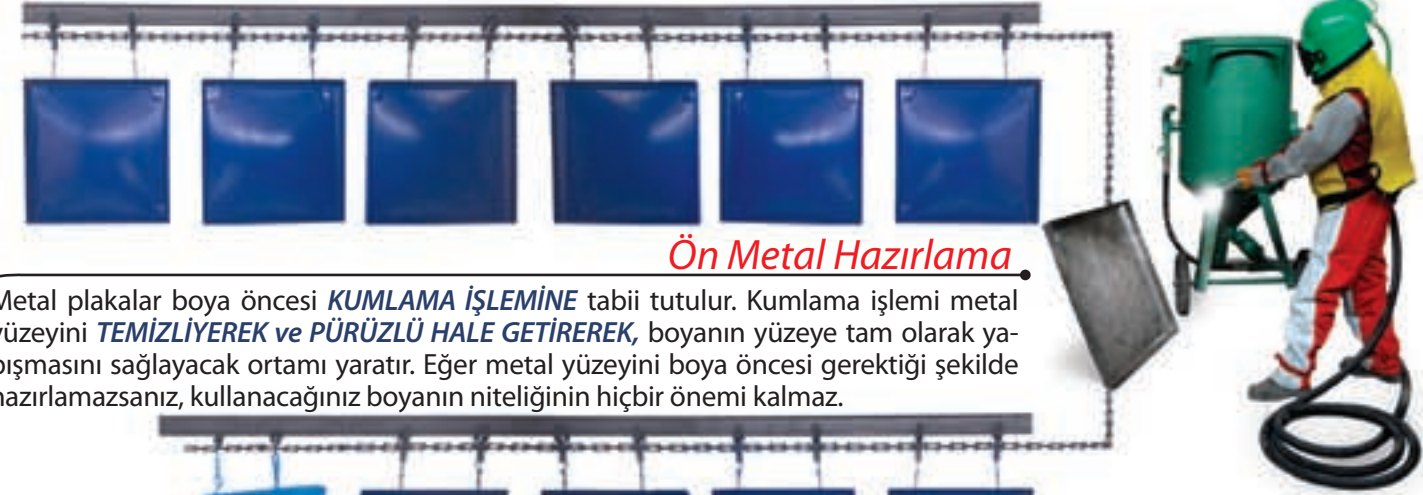 Ön Metal Hazırlama
Metal plakalar boya öncesi KUMLAMA İŞLEMİNE tabii tutulur. Kumlama işlemi metal
yüzeyini TEMİZLİYEREK ve PÜRÜZLÜ HALE GETİREREK, boyanın yüzeye tam olarak ya-
pışmasını sağlayacak ortamı yaratır. Eğer metal yüzeyini boya öncesi gerektiği şekilde
hazırlamazsanız, kullanacağınız boyanın niteliğinin hiçbir önemi kalmaz.